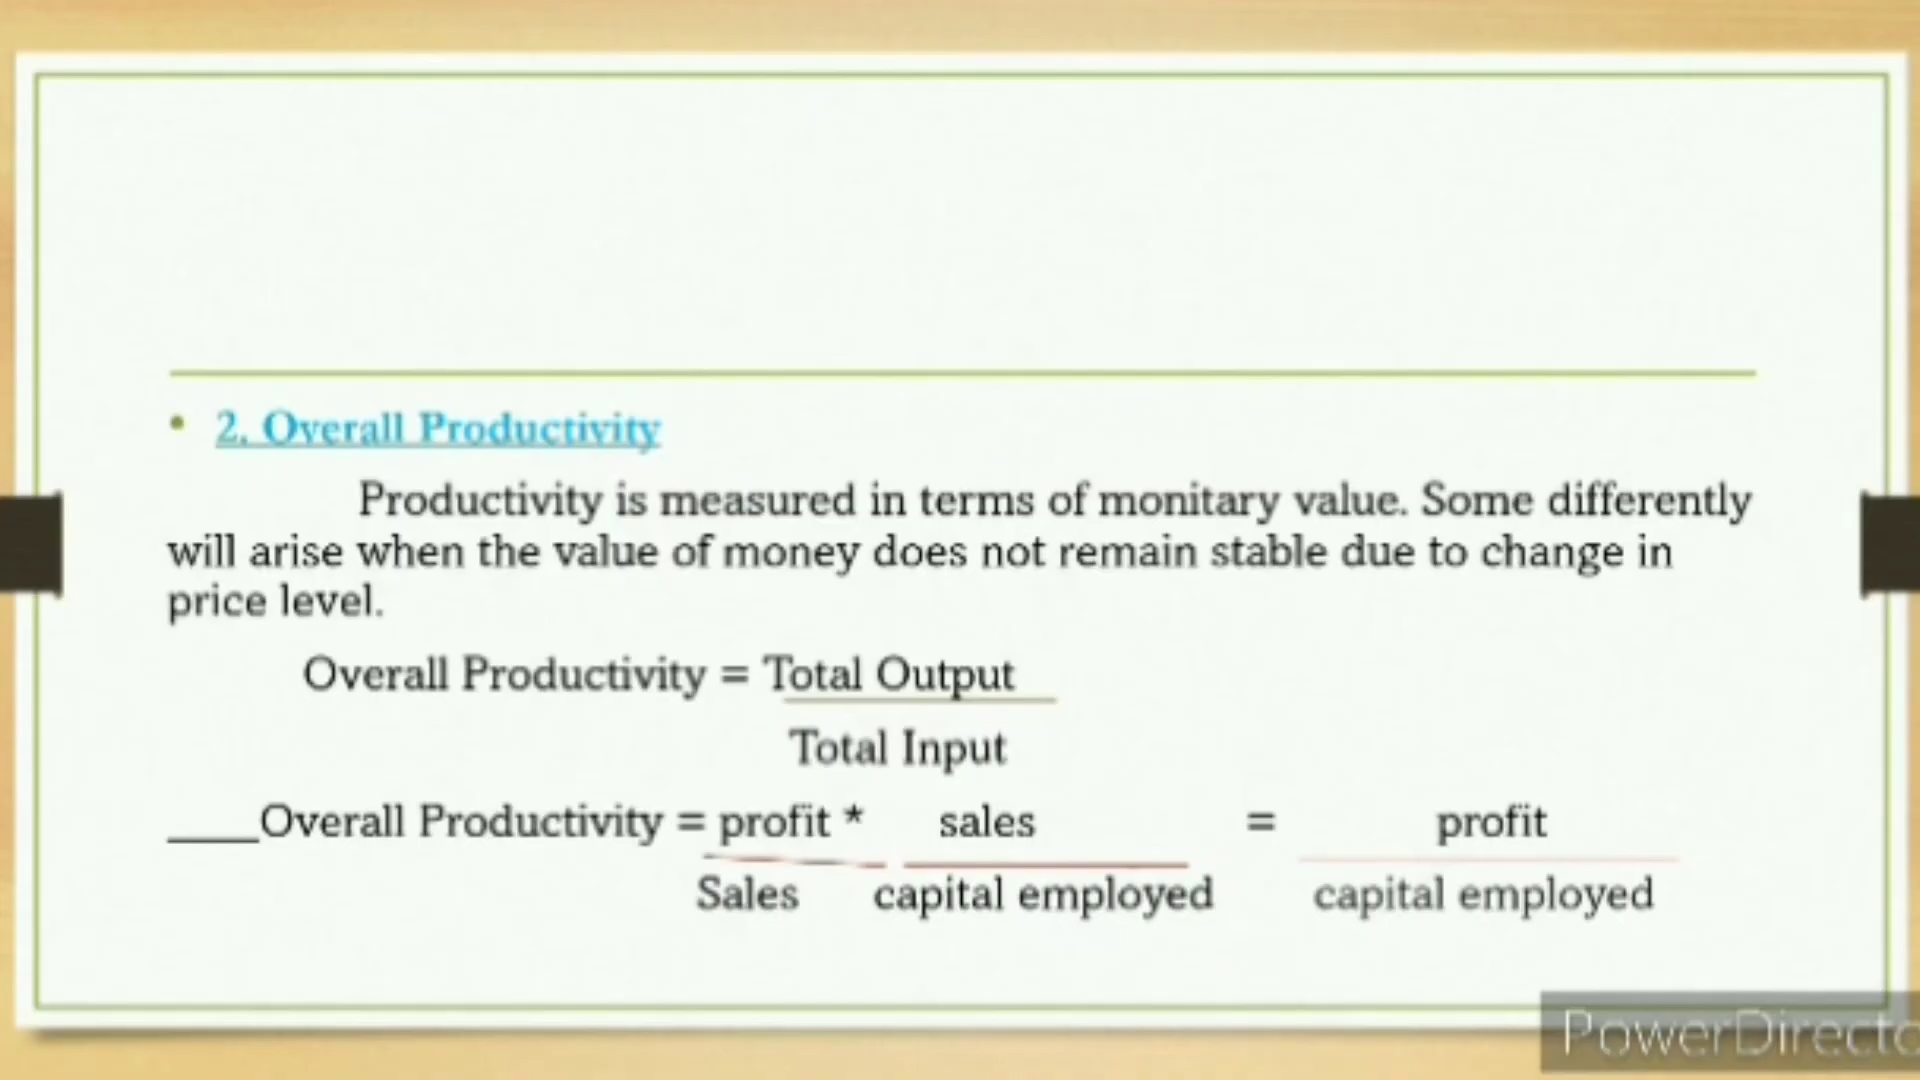 • 2. Overall Productivity
Productivity is measured in terms of monitary value. Some differently
will arise when the value of money does not remain stable due to change in
price level.
Overall Productivity = Total Output
Total Input
____Overall Productivity = profit * sales = profit
Sales capital employed capital employed
PowerDirecto